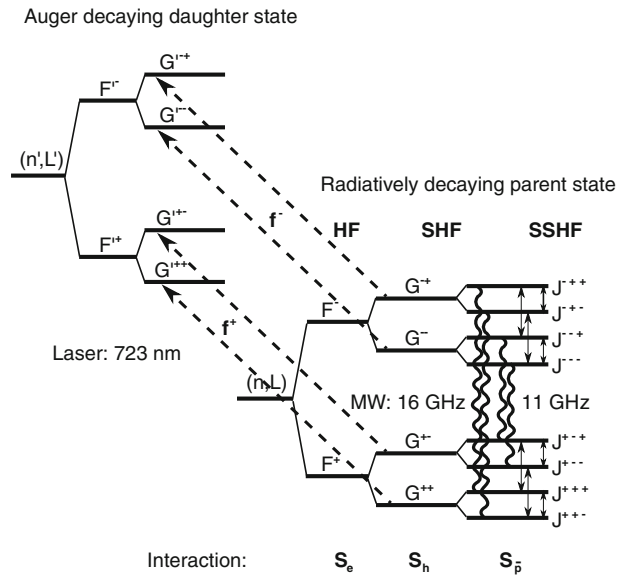 Auger decaying daughter state
G'⁻⁺
F'⁻
G'⁻⁻
(n',L')
Radiatively decaying parent state
G'⁺⁻
f⁻
HF SHF SSHF
F'⁺
G'⁺⁺
G⁻⁺
J⁻⁺⁺
J⁻⁺⁻
F⁻
f⁺
G⁻⁻
J⁻⁻⁺
J⁻⁻⁻
Laser: 723 nm
(n,L)
MW: 16 GHz 11 GHz
G⁺⁻
J⁺⁻⁺
J⁺⁻⁻
F⁺
G⁺⁺
J⁺⁺⁺
J⁺⁺⁻
Interaction: Sₑ Sₕ S_p̄